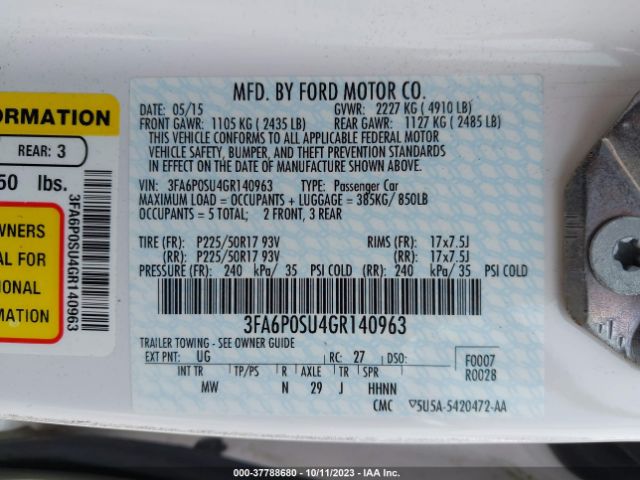 ORMATION
REAR: 3
50 lbs.
WNERS
AL FOR
ONAL
ION
3FA6P0SU4GR140963
MFD. BY FORD MOTOR CO.
DATE: 05/15 GVWR: 2227 KG ( 4910 LB)
FRONT GAWR: 1105 KG ( 2435 LB) REAR GAWR: 1127 KG ( 2485 LB)
THIS VEHICLE CONFORMS TO ALL APPLICABLE FEDERAL MOTOR
VEHICLE SAFETY, BUMPER, AND THEFT PREVENTION STANDARDS
IN EFFECT ON THE DATE OF MANUFACTURE SHOWN ABOVE.
VIN: 3FA6P0SU4GR140963 TYPE: Passenger Car
MAXIMUM LOAD = OCCUPANTS + LUGGAGE = 385KG/ 850LB
OCCUPANTS = 5 TOTAL; 2 FRONT, 3 REAR
TIRE (FR): P225/50R17 93V RIMS (FR): 17x7.5J
(RR): P225/50R17 93V (RR): 17x7.5J
PRESSURE (FR): 240 kPa/ 35 PSI COLD (RR): 240 kPa/ 35 PSI COLD
3FA6P0SU4GR140963
TRAILER TOWING - SEE OWNER GUIDE
EXT PNT: UG RC: 27 DSO: F0007
R0028
INT TR TP/PS R AXLE TR SPR
MW N 29 J HHNN
CMC ▽5U5A-5420472-AA
000-37788680 - 10/11/2023 - IAA Inc.